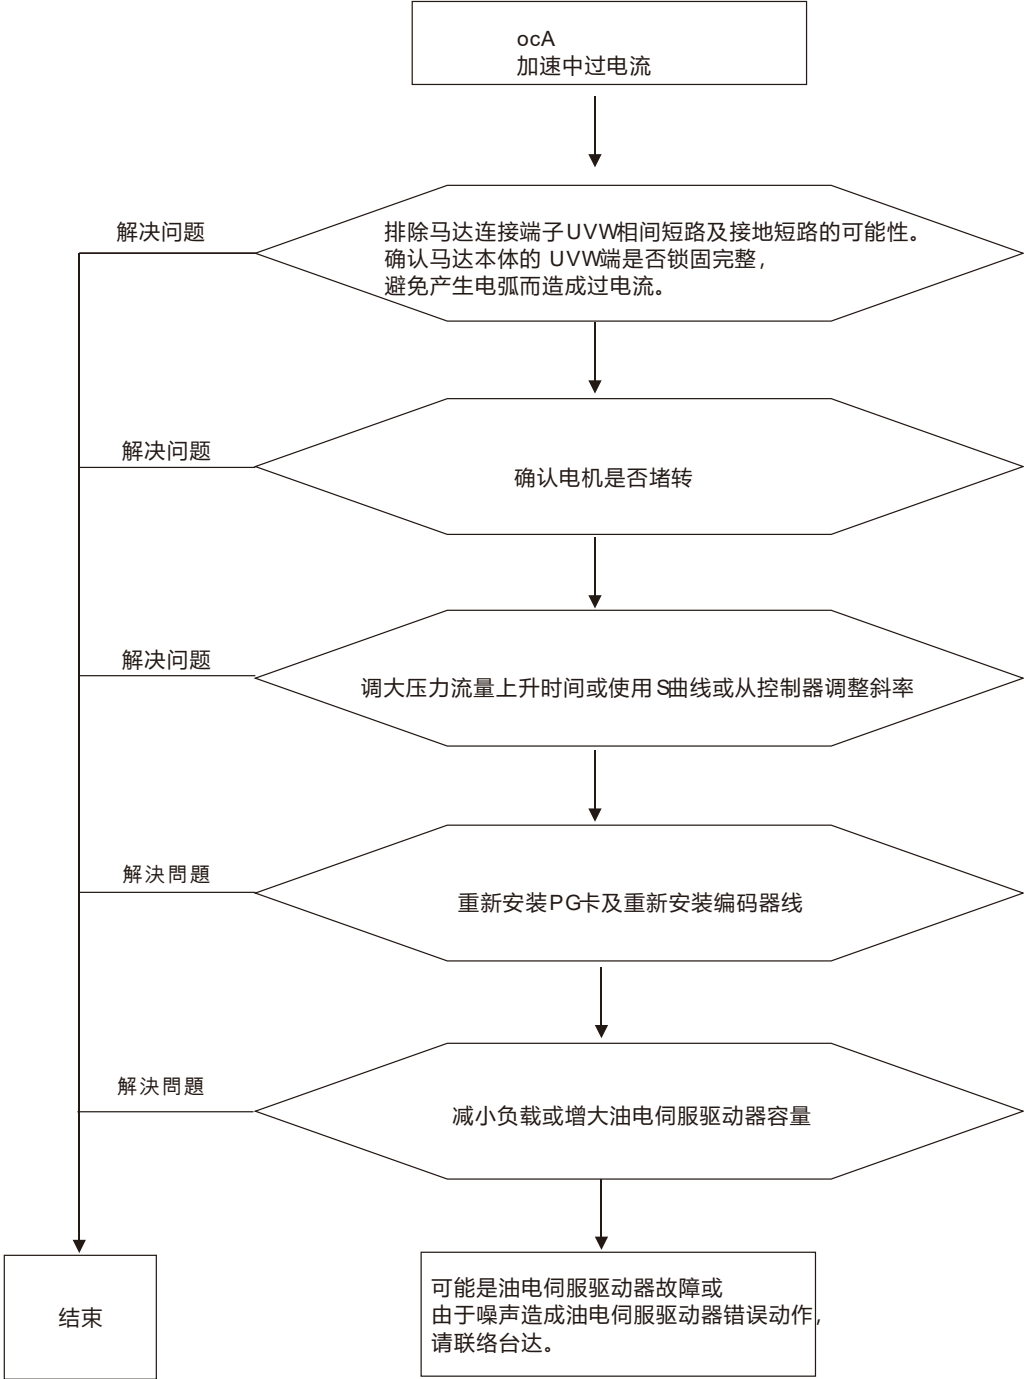 ocA
加速中过电流
解决问题
排除马达连接端子UVW相间短路及接地短路的可能性。
确认马达本体的 UVW端是否锁固完整,
避免产生电弧而造成过电流。
解决问题
确认电机是否堵转
解决问题
调大压力流量上升时间或使用S曲线或从控制器调整斜率
解決問題
重新安装PG卡及重新安装编码器线
解決問題
减小负载或增大油电伺服驱动器容量
结束
可能是油电伺服驱动器故障或
由于噪声造成油电伺服驱动器错误动作,
请联络台达。